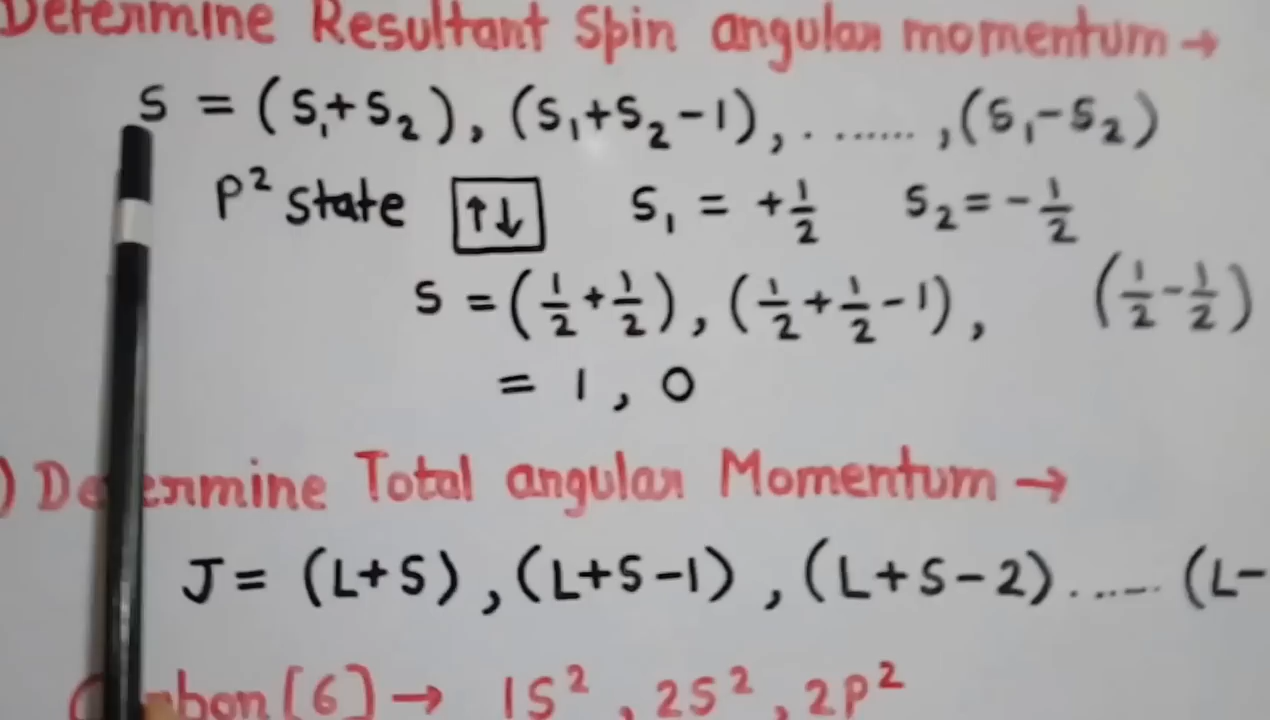 Determine Resultant Spin angular momentum →
S = (S₁+S₂), (S₁+S₂-1), ........ , (S₁-S₂)
P² state ↑↓ S₁ = +1/2 S₂ = -1/2
S = (1/2 + 1/2), (1/2 + 1/2 - 1), (1/2 - 1/2)
= 1, 0
) Determine Total angular Momentum →
J = (L+S), (L+S-1), (L+S-2)...... (L-
[6] → 1S², 2S², 2P²